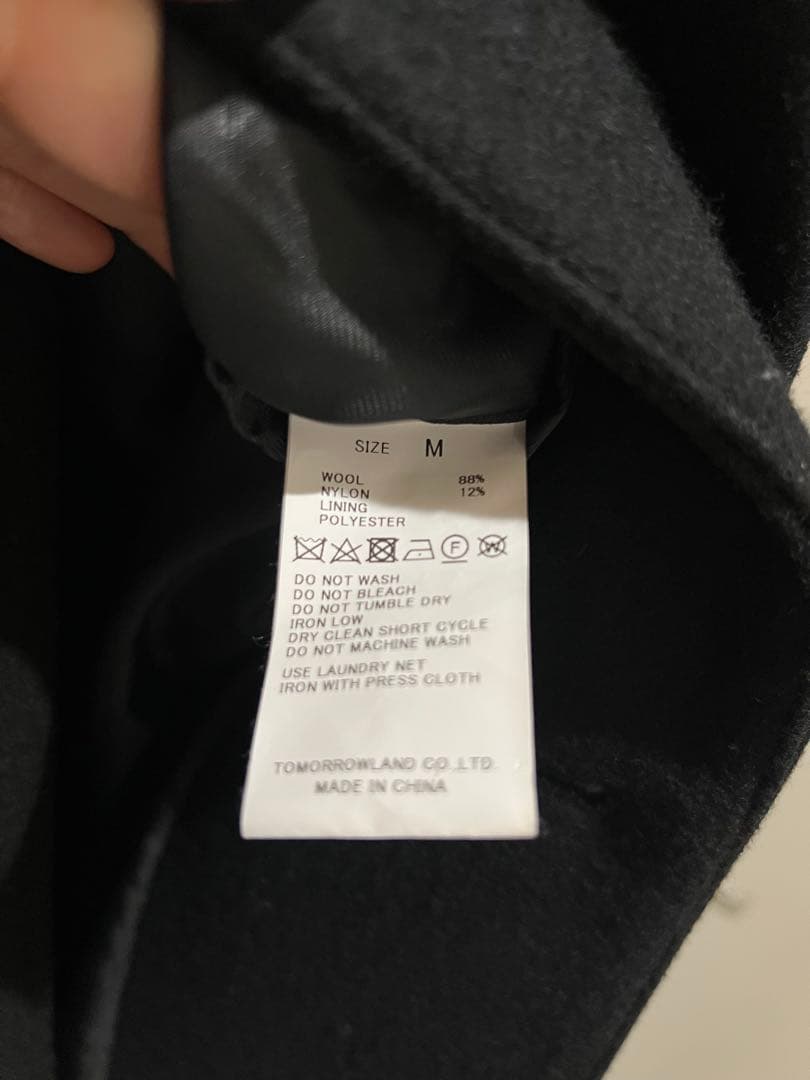 SIZE M
WOOL 88%
NYLON 12%
LINING
POLYESTER
F W
DO NOT WASH
DO NOT BLEACH
DO NOT TUMBLE DRY
IRON LOW
DRY CLEAN SHORT CYCLE
DO NOT MACHINE WASH
USE LAUNDRY NET
IRON WITH PRESS CLOTH
TOMORROWLAND CO.,LTD.
MADE IN CHINA